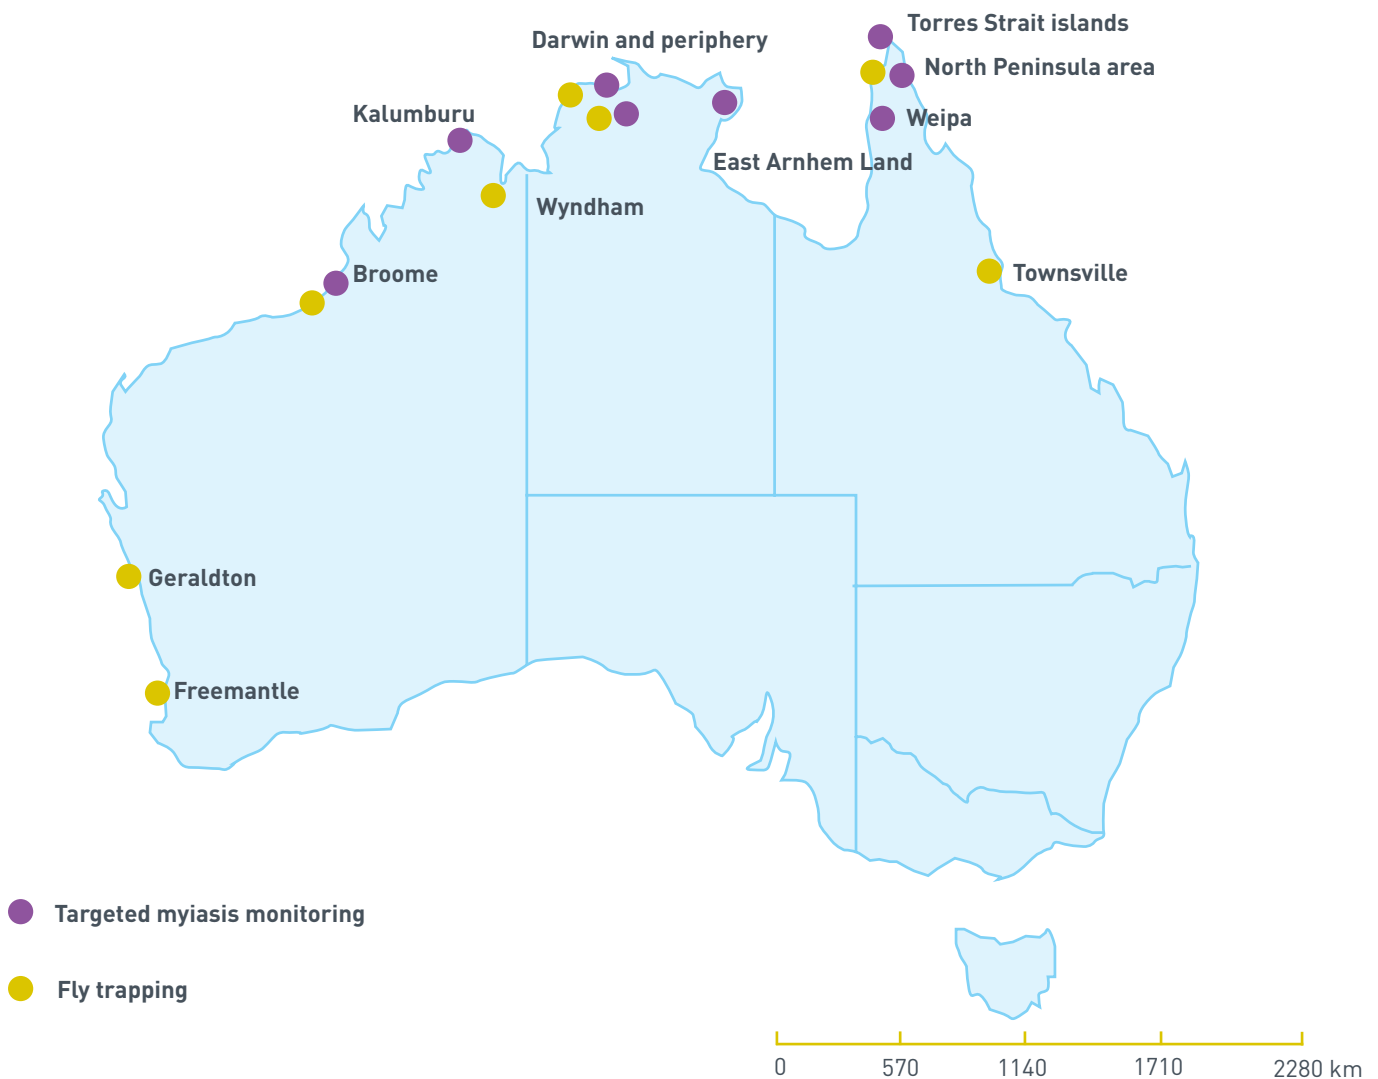 Torres Strait islands
Darwin and periphery
North Peninsula area
Kalumburu
Weipa
East Arnhem Land
Wyndham
Broome
Townsville
Geraldton
Freemantle
Targeted myiasis monitoring
Fly trapping
0 570 1140 1710 2280 km